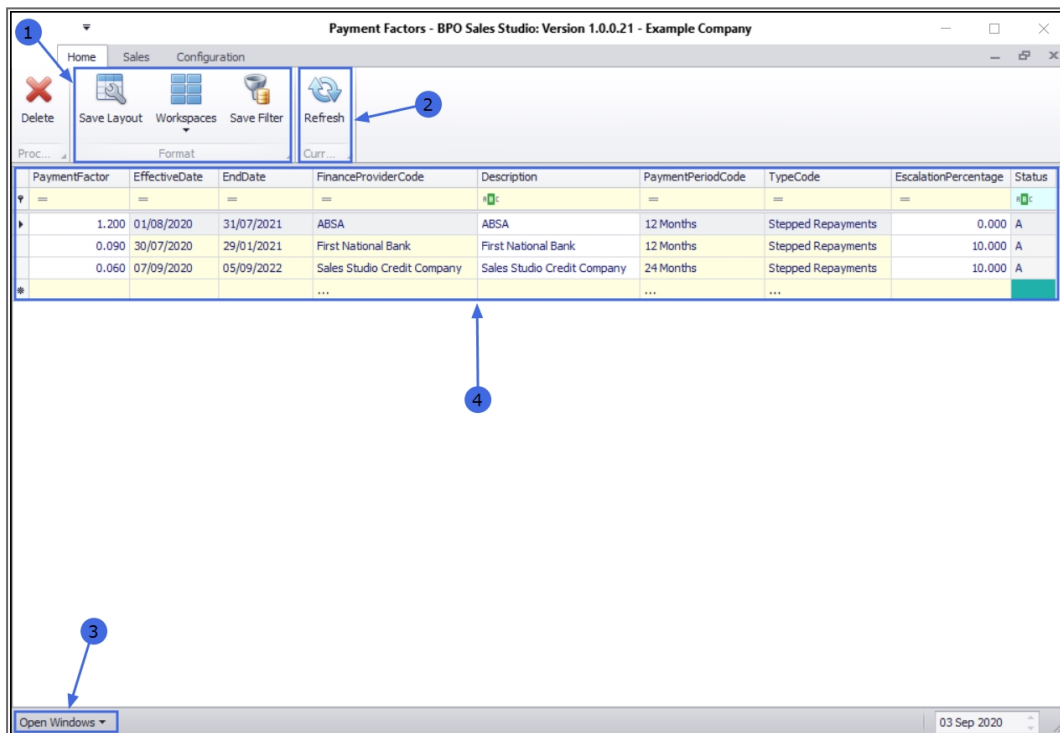 Payment Factors - BPO Sales Studio: Version 1.0.0.21 - Example Company
1
Home Sales Configuration
2
Delete Save Layout Workspaces Save Filter Refresh
Proc... Format Curr...
PaymentFactor EffectiveDate EndDate FinanceProviderCode Description PaymentPeriodCode TypeCode EscalationPercentage Status
= = = = ABC = = = ABC
1.200 01/08/2020 31/07/2021 ABSA ABSA 12 Months Stepped Repayments 0.000 A
0.090 30/07/2020 29/01/2021 First National Bank First National Bank 12 Months Stepped Repayments 10.000 A
0.060 07/09/2020 05/09/2022 Sales Studio Credit Company Sales Studio Credit Company 24 Months Stepped Repayments 10.000 A
... ... ...
4
3
Open Windows 03 Sep 2020